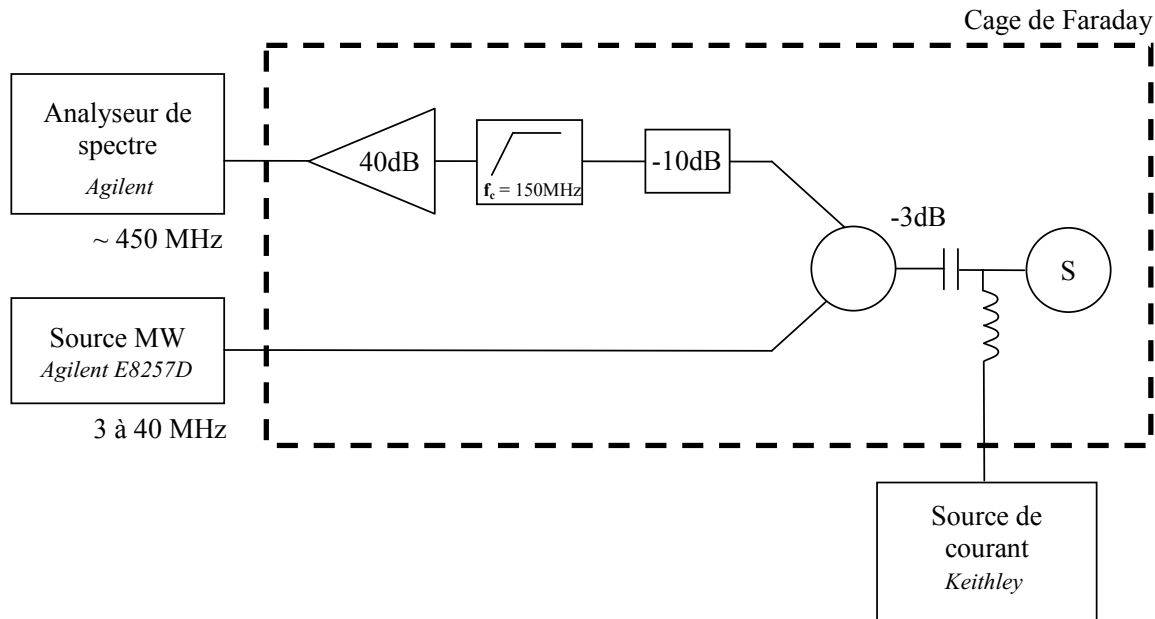 Cage de Faraday
Analyseur de
spectre
Agilent
~ 450 MHz
40dB
fc = 150MHz
-10dB
-3dB
S
Source MW
Agilent E8257D
3 à 40 MHz
Source de
courant
Keithley